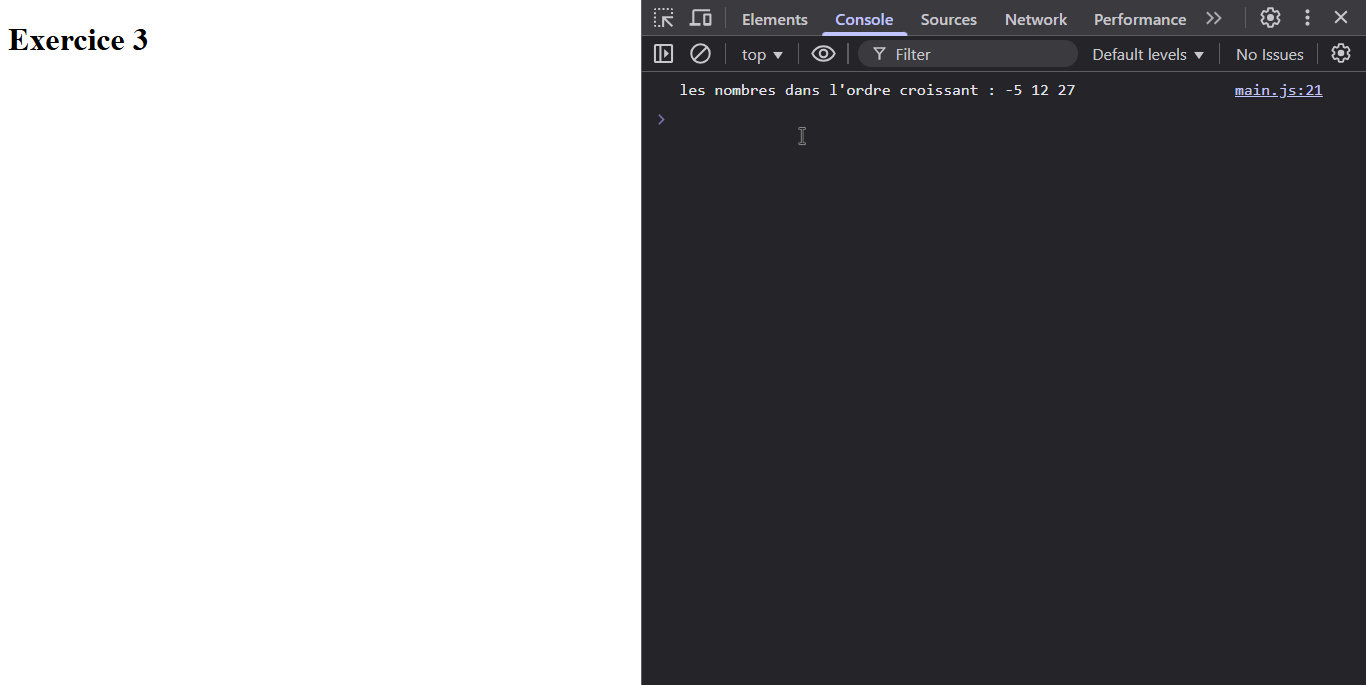 Exercice 3
Elements Console Sources Network Performance
top Filter Default levels No Issues
les nombres dans l'ordre croissant : -5 12 27 main.js:21